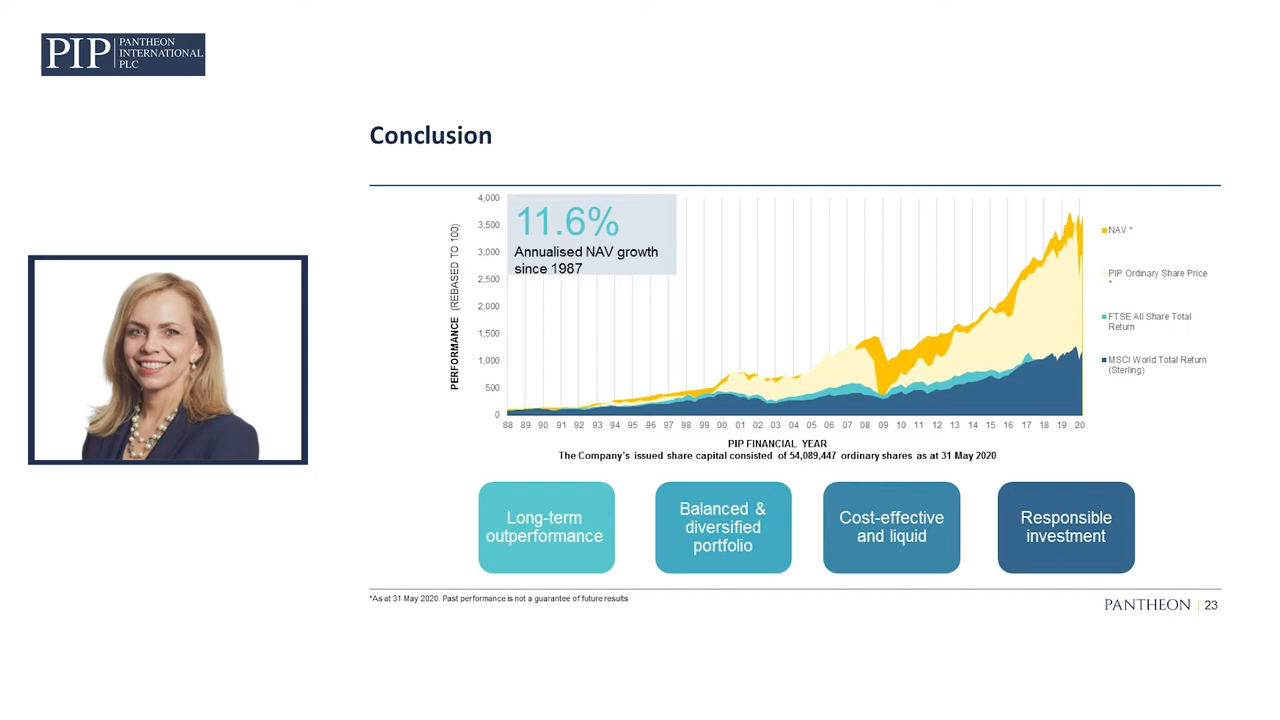 PIP
PANTHEON
INTERNATIONAL
PLC
Conclusion
11.6%
Annualised NAV growth
since 1987
PERFORMANCE (REBASED TO 100)
4,000
3,500
3,000
2,500
2,000
1,500
1,000
500
0
88 89 90 91 92 93 94 95 96 97 98 99 00 01 02 03 04 05 06 07 08 09 10 11 12 13 14 15 16 17 18 19 20
NAV *
PIP Ordinary Share Price
*
FTSE All Share Total
Return
MSCI World Total Return
(Sterling)
PIP FINANCIAL YEAR
The Company's issued share capital consisted of 54,089,447 ordinary shares as at 31 May 2020
Long-term
outperformance
Balanced &
diversified
portfolio
Cost-effective
and liquid
Responsible
investment
*As at 31 May 2020. Past performance is not a guarantee of future results
PANTHEON | 23